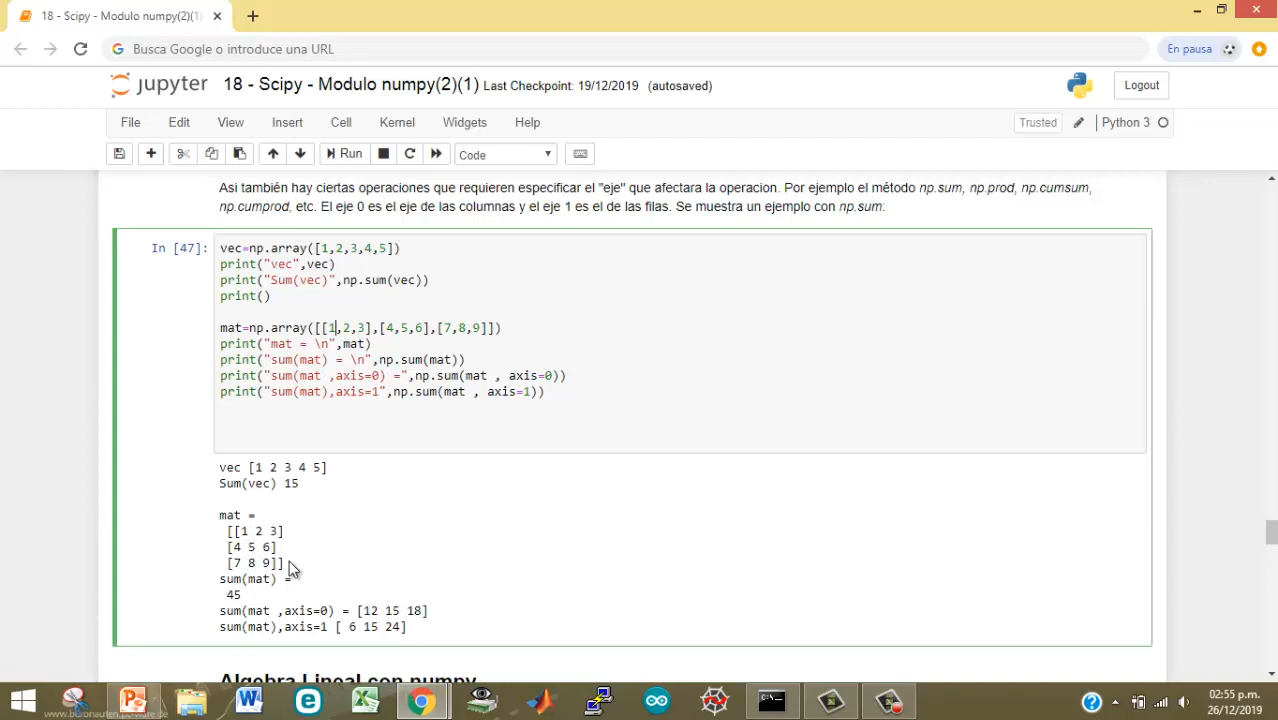 18 - Scipy - Modulo numpy(2)(1)
Busca Google o introduce una URL
En pausa
jupyter
18 - Scipy - Modulo numpy(2)(1) Last Checkpoint: 19/12/2019 (autosaved)
Logout
File Edit View Insert Cell Kernel Widgets Help
Trusted
Python 3
Run
Code
Asi también hay ciertas operaciones que requieren especificar el "eje" que afectara la operacion. Por ejemplo el método np.sum, np.prod, np.cumsum,
np.cumprod, etc. El eje 0 es el eje de las columnas y el eje 1 es el de las filas. Se muestra un ejemplo con np.sum:
In [47]:
vec=np.array([1,2,3,4,5])
print("vec",vec)
print("Sum(vec)",np.sum(vec))
print()
mat=np.array([[1,2,3],[4,5,6],[7,8,9]])
print("mat = \n",mat)
print("sum(mat) = \n",np.sum(mat))
print("sum(mat ,axis=0) =",np.sum(mat , axis=0))
print("sum(mat),axis=1",np.sum(mat , axis=1))
vec [1 2 3 4 5]
Sum(vec) 15
mat =
[[1 2 3]
[4 5 6]
[7 8 9]]
sum(mat) =
45
sum(mat ,axis=0) = [12 15 18]
sum(mat),axis=1 [ 6 15 24]
Algebra Lineal con numpy
02:55 p.m.
26/12/2019